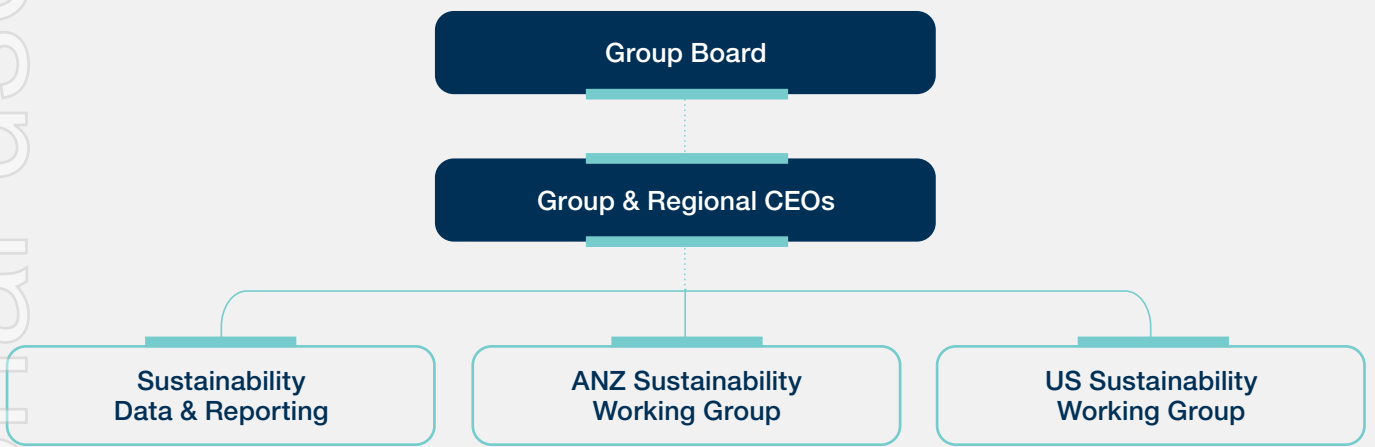 Group Board
Group & Regional CEOs
Sustainability
Data & Reporting
ANZ Sustainability
Working Group
US Sustainability
Working Group